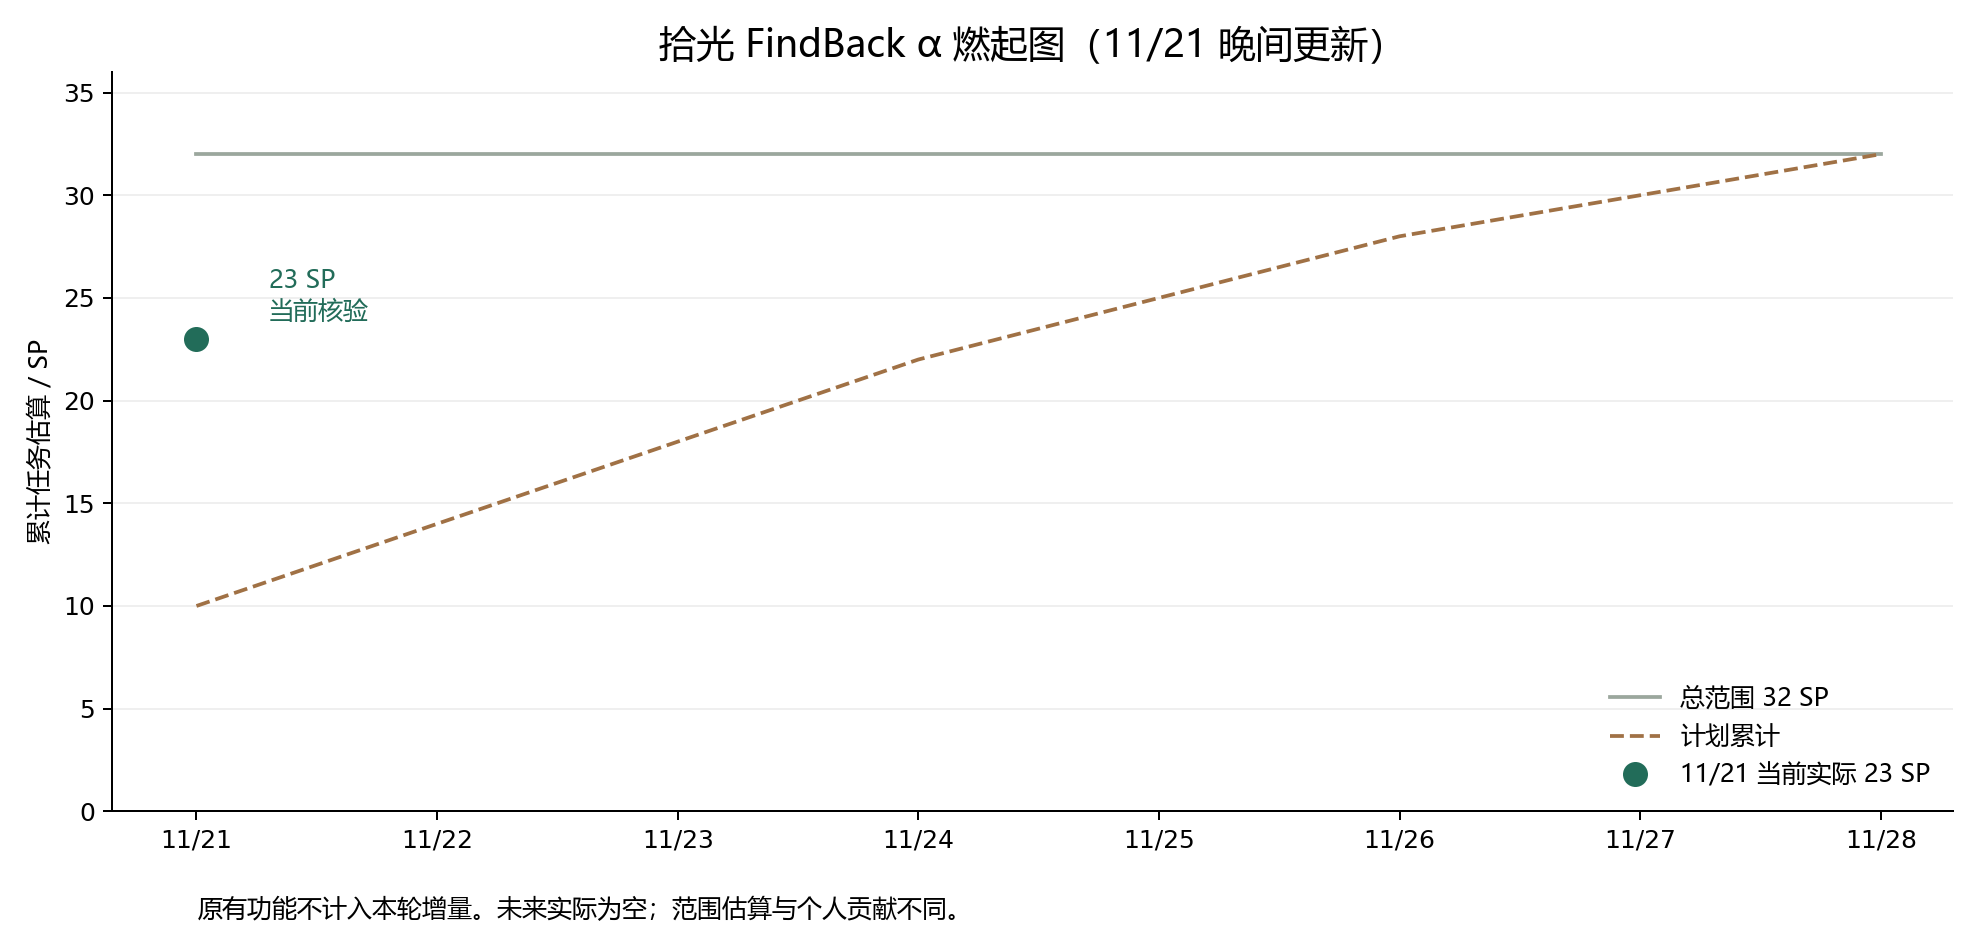 拾光 FindBack α 燃起图（11/21 晚间更新）
累计任务估算 / SP
35
30
25
20
15
10
5
0
23 SP
当前核验
总范围 32 SP
计划累计
11/21 当前实际 23 SP
11/21 11/22 11/23 11/24 11/25 11/26 11/27 11/28
原有功能不计入本轮增量。未来实际为空；范围估算与个人贡献不同。